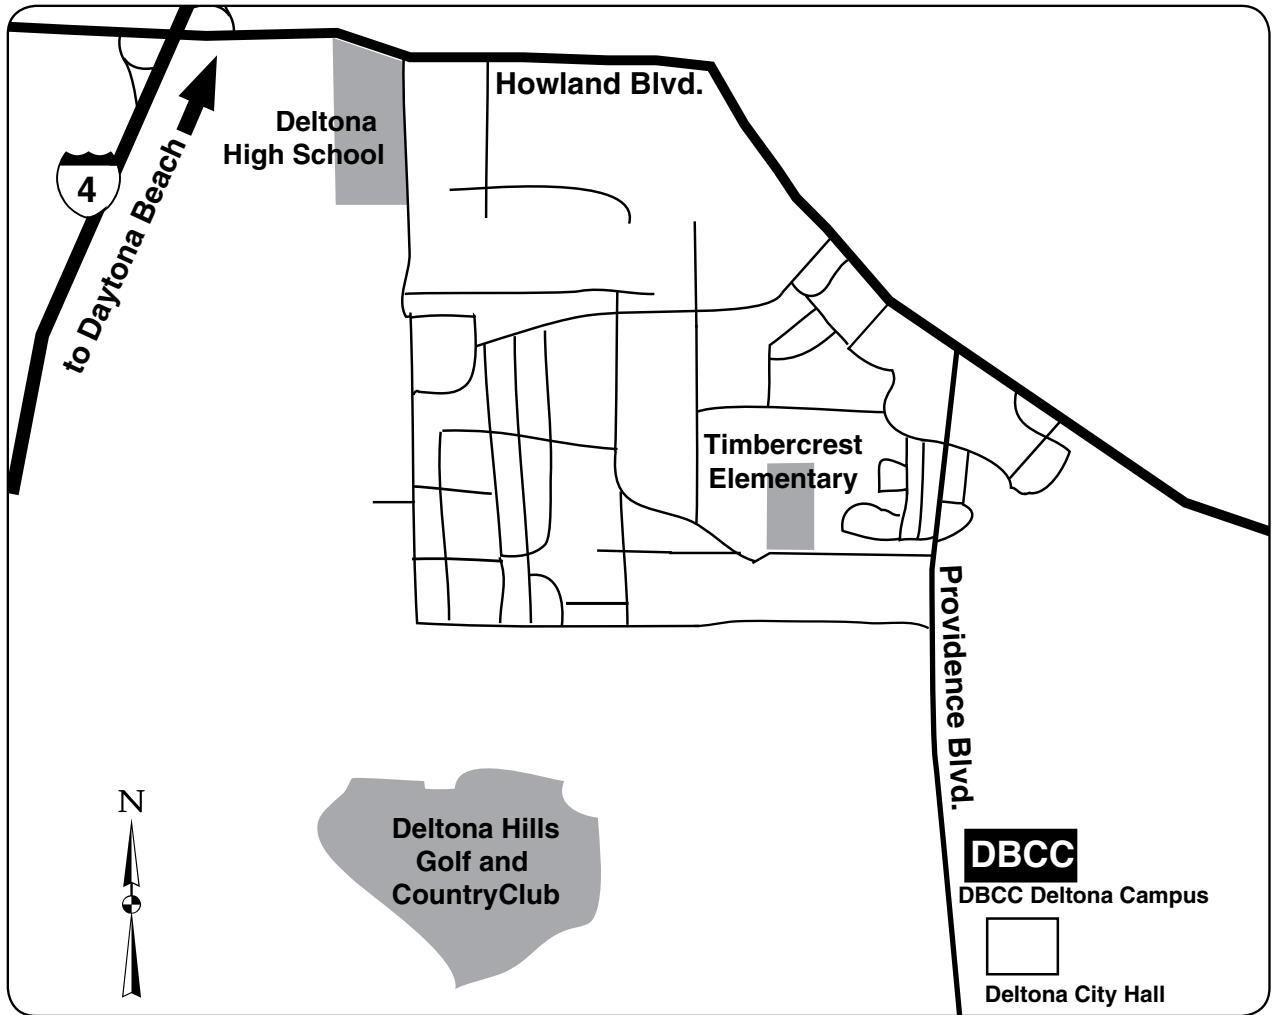 Howland Blvd.
Deltona
High School
4
to Daytona Beach
Timbercrest
Elementary
Providence Blvd.
N
Deltona Hills
Golf and
CountryClub
DBCC
DBCC Deltona Campus
Deltona City Hall